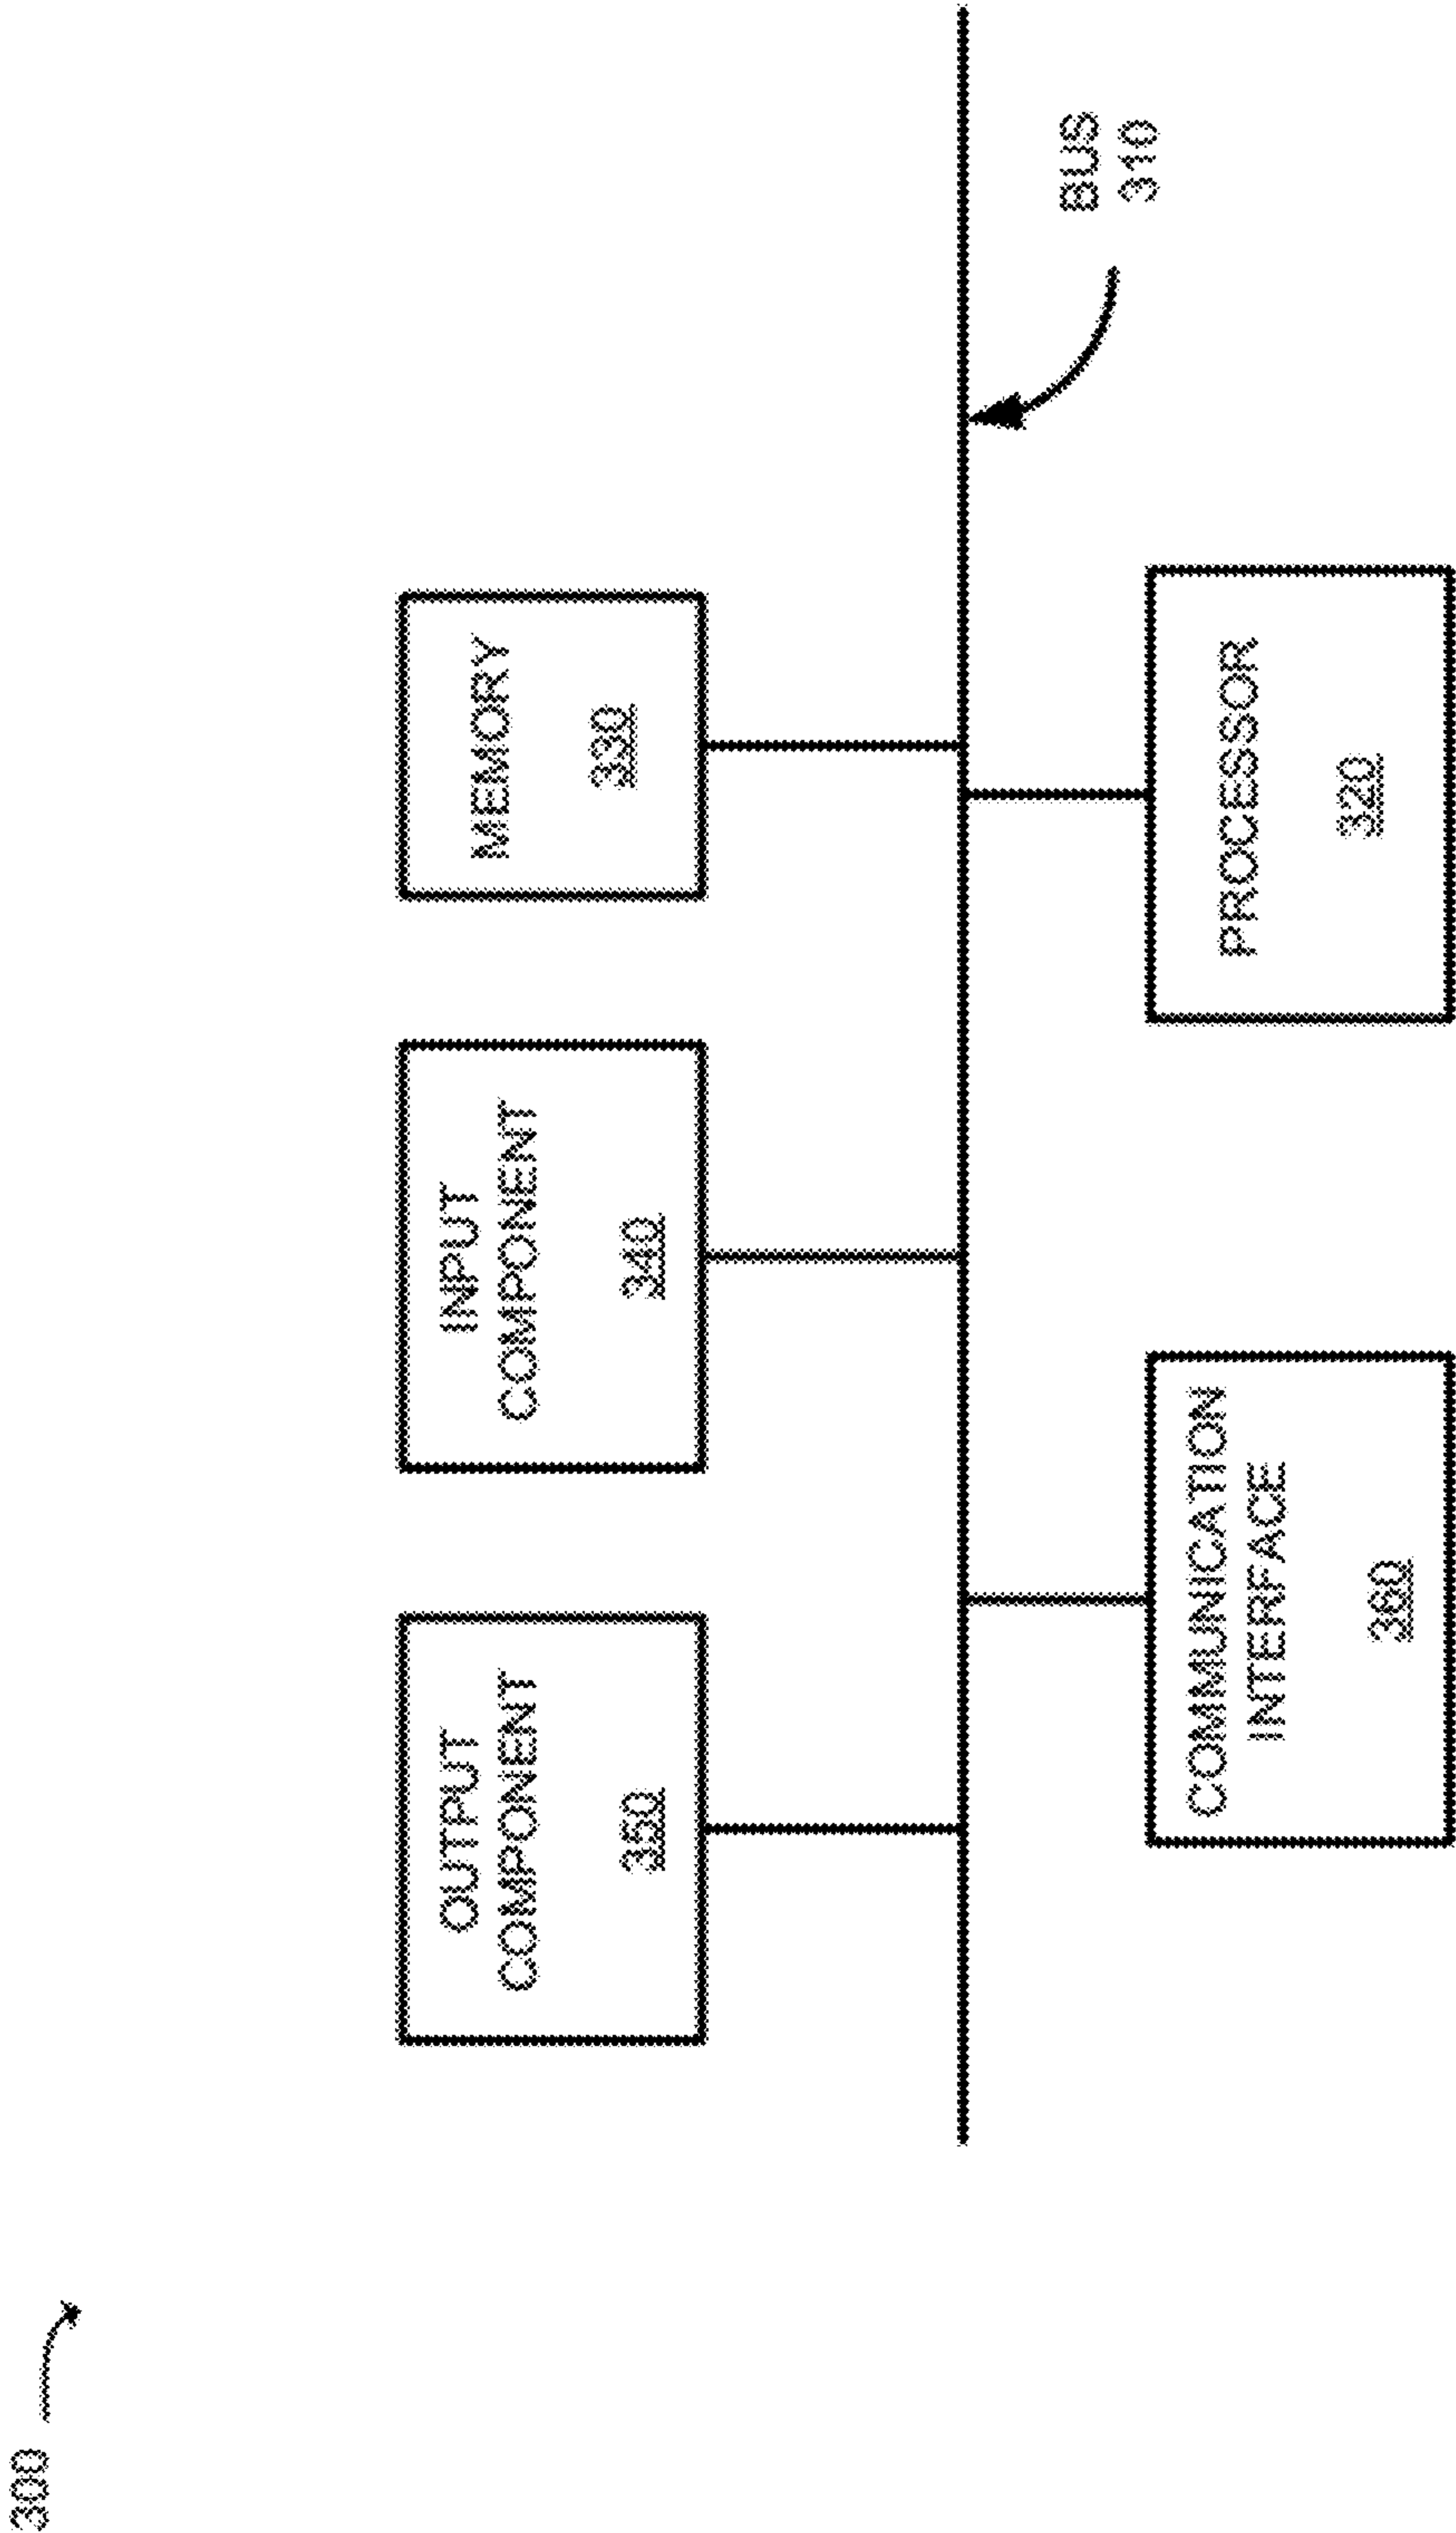 300
OUTPUT
COMPONENT
350
INPUT
COMPONENT
340
MEMORY
330
BUS
310
COMMUNICATION
INTERFACE
360
PROCESSOR
320